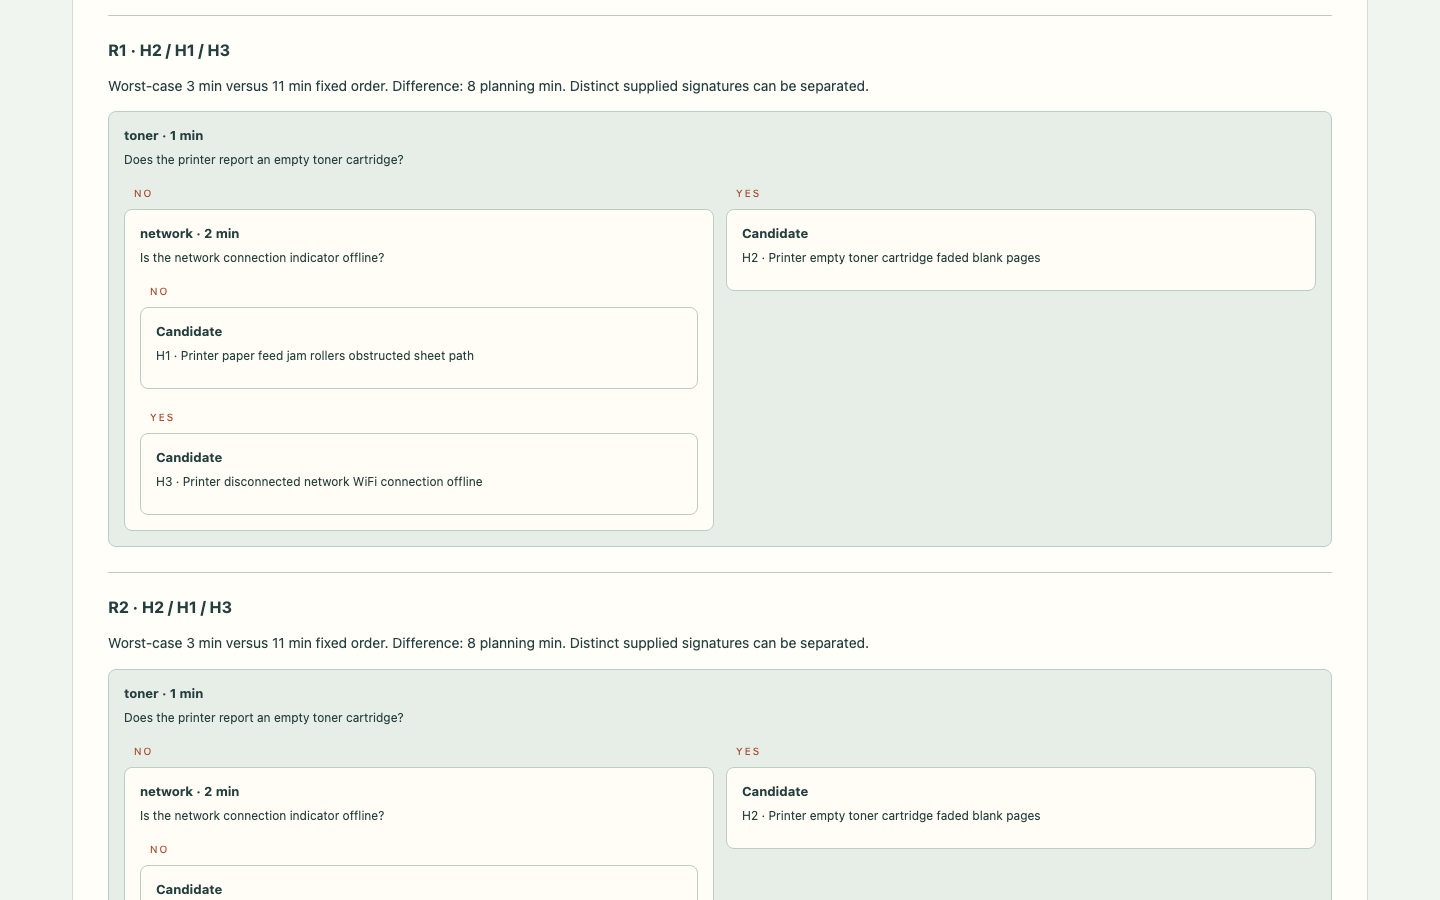 R1 · H2 / H1 / H3
Worst-case 3 min versus 11 min fixed order. Difference: 8 planning min. Distinct supplied signatures can be separated.
toner · 1 min
Does the printer report an empty toner cartridge?
NO
network · 2 min
Is the network connection indicator offline?
NO
Candidate
H1 · Printer paper feed jam rollers obstructed sheet path
YES
Candidate
H3 · Printer disconnected network WiFi connection offline
YES
Candidate
H2 · Printer empty toner cartridge faded blank pages
R2 · H2 / H1 / H3
Worst-case 3 min versus 11 min fixed order. Difference: 8 planning min. Distinct supplied signatures can be separated.
toner · 1 min
Does the printer report an empty toner cartridge?
NO
network · 2 min
Is the network connection indicator offline?
NO
Candidate
YES
Candidate
H2 · Printer empty toner cartridge faded blank pages